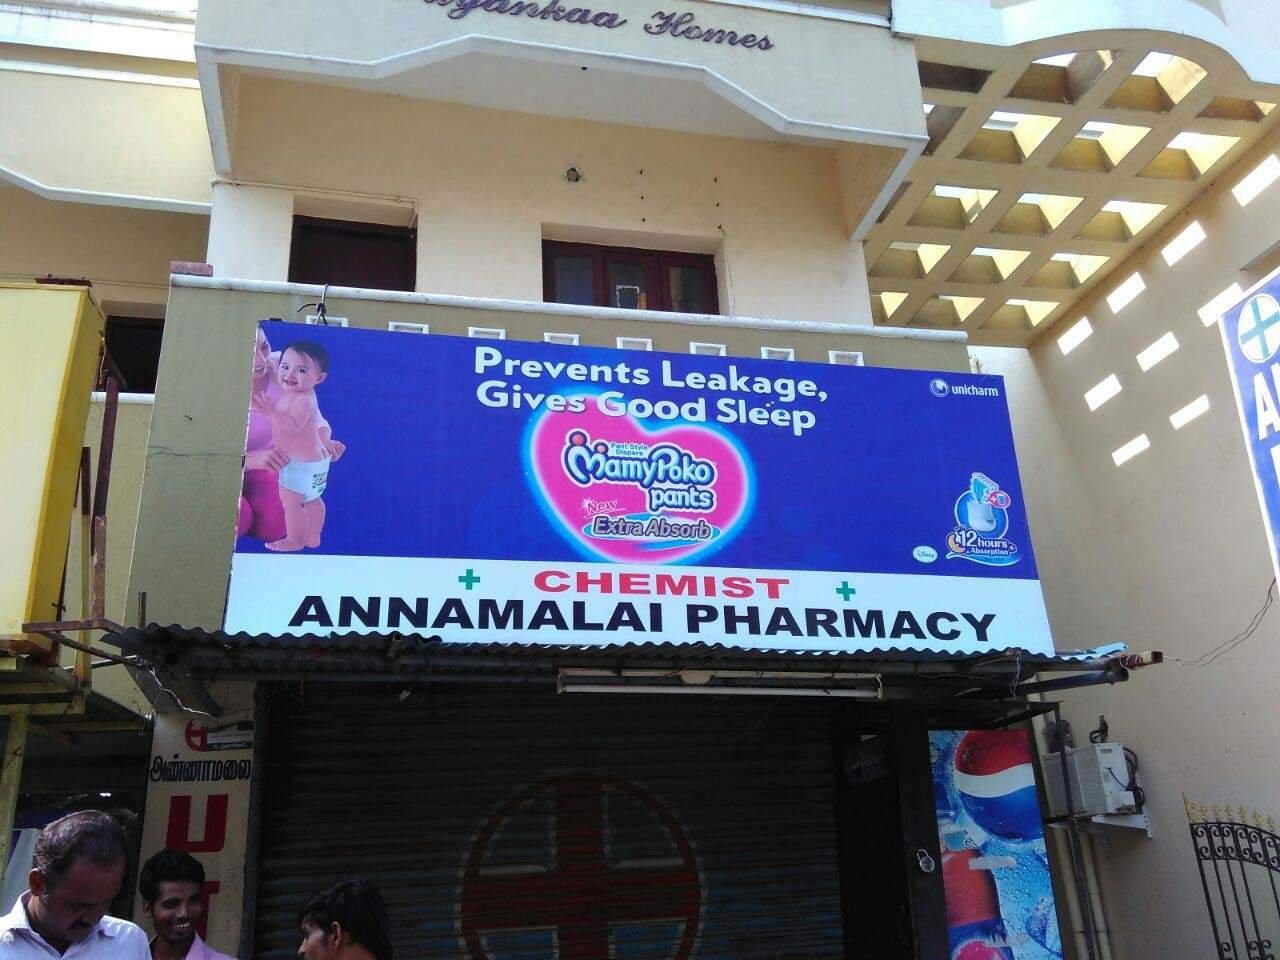 Homes
Prevents Leakage,
Gives Good Sleep
unicharm
Pant Style
Diapers
MamyPoko
pants
New
Extra Absorb
12 hours
Absorption
Disney
CHEMIST
ANNAMALAI PHARMACY
அண்ணாமலை